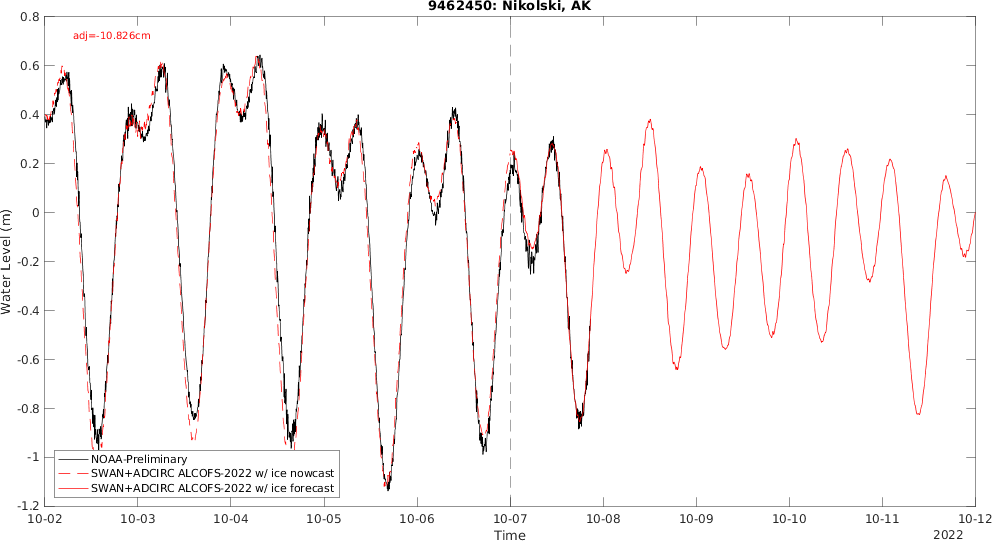 9462450: Nikolski, AK
adj=-10.826cm
Water Level (m)
0.8
0.6
0.4
0.2
0
-0.2
-0.4
-0.6
-0.8
-1
-1.2
NOAA-Preliminary
SWAN+ADCIRC ALCOFS-2022 w/ ice nowcast
SWAN+ADCIRC ALCOFS-2022 w/ ice forecast
10-02 10-03 10-04 10-05 10-06 10-07 10-08 10-09 10-10 10-11 10-12
Time
2022